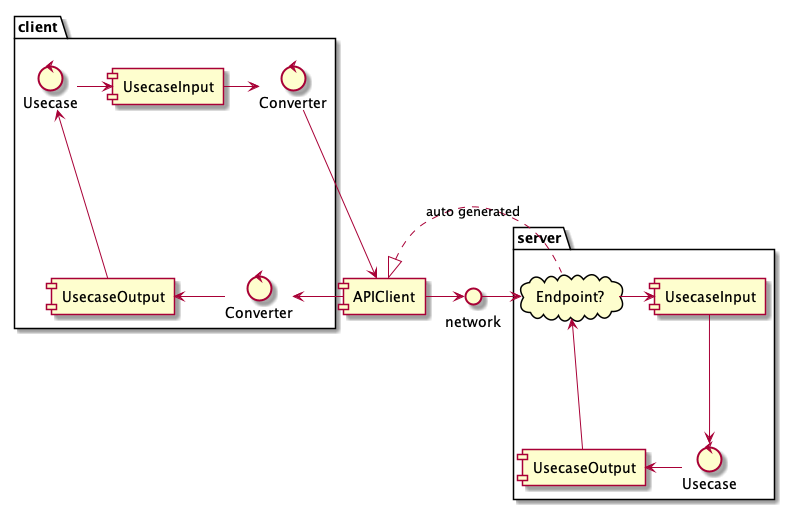 client
Usecase
UsecaseInput
Converter
auto generated
server
UsecaseOutput
Converter
APIClient
network
Endpoint?
UsecaseInput
UsecaseOutput
Usecase